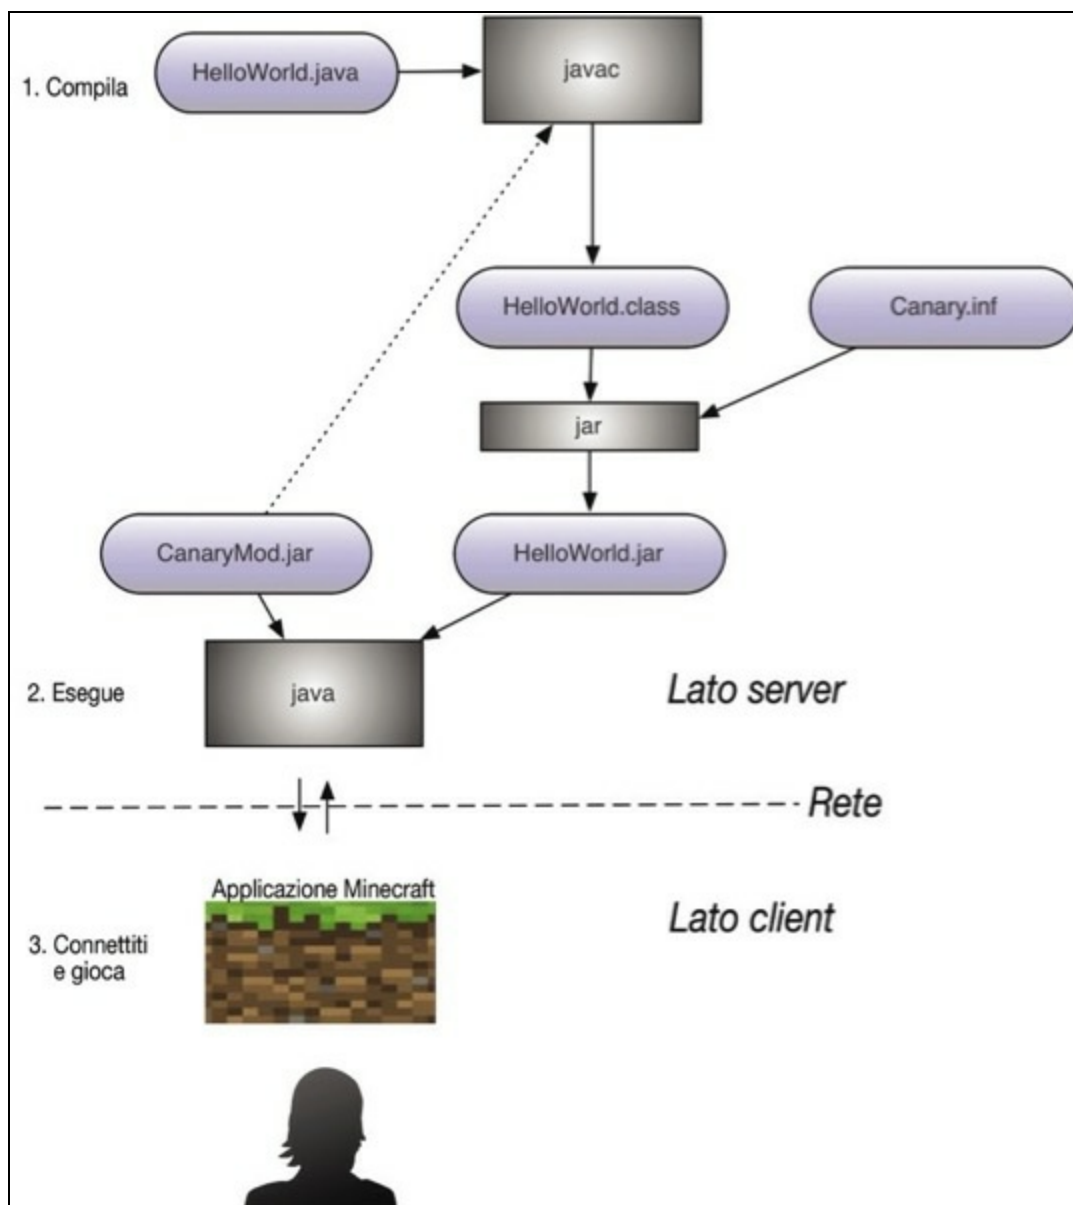 HelloWorld.java
javac
1. Compila
HelloWorld.class
Canary.inf
jar
CanaryMod.jar
HelloWorld.jar
2. Esegue
java
Lato server
Rete
Applicazione Minecraft
Lato client
3. Connettiti
e gioca